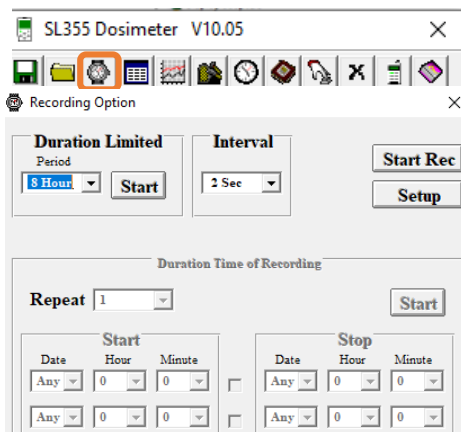 SL355 Dosimeter V10.05
Recording Option
Duration Limited
Period
8 Hour
Start
Interval
2 Sec
Start Rec
Setup
Duration Time of Recording
Repeat 1
Start
Start
Date Hour Minute
Any 0 0
Any 0 0
Stop
Date Hour Minute
Any 0 0
Any 0 0